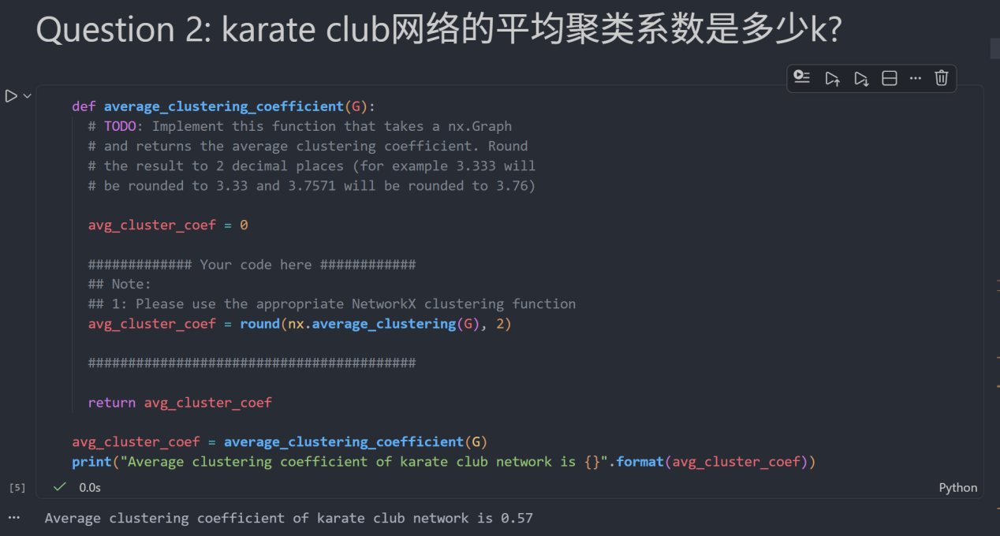 Question 2: karate club网络的平均聚类系数是多少k?
def average_clustering_coefficient(G):
# TODO: Implement this function that takes a nx.Graph
# and returns the average clustering coefficient. Round
# the result to 2 decimal places (for example 3.333 will
# be rounded to 3.33 and 3.7571 will be rounded to 3.76)
avg_cluster_coef = 0
############# Your code here ############
## Note:
## 1: Please use the appropriate NetworkX clustering function
avg_cluster_coef = round(nx.average_clustering(G), 2)
#########################################
return avg_cluster_coef
avg_cluster_coef = average_clustering_coefficient(G)
print("Average clustering coefficient of karate club network is {}".format(avg_cluster_coef))
[5] 0.0s Python
... Average clustering coefficient of karate club network is 0.57